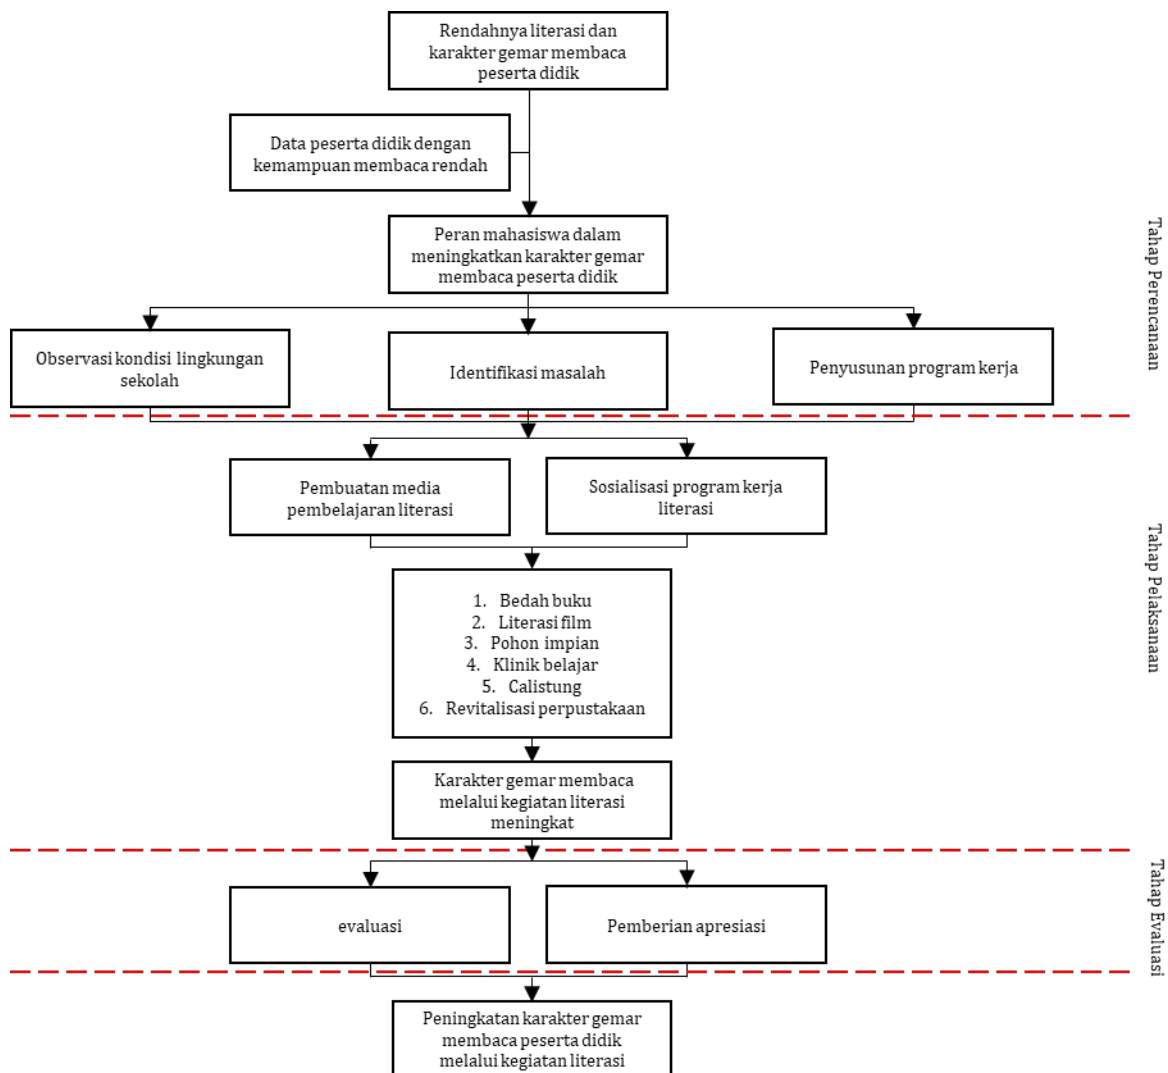 Rendahnya literasi dan
karakter gemar membaca
peserta didik
Data peserta didik dengan
kemampuan membaca rendah
Peran mahasiswa dalam
meningkatkan karakter gemar
membaca peserta didik
Tahap Perencanaan
Observasi kondisi lingkungan
sekolah
Identifikasi masalah
Penyusunan program kerja
Pembuatan media
pembelajaran literasi
Sosialisasi program kerja
literasi
Tahap Pelaksanaan
1. Bedah buku
2. Literasi film
3. Pohon impian
4. Klinik belajar
5. Calistung
6. Revitalisasi perpustakaan
Karakter gemar membaca
melalui kegiatan literasi
meningkat
Tahap Evaluasi
evaluasi
Pemberian apresiasi
Peningkatan karakter gemar
membaca peserta didik
melalui kegiatan literasi